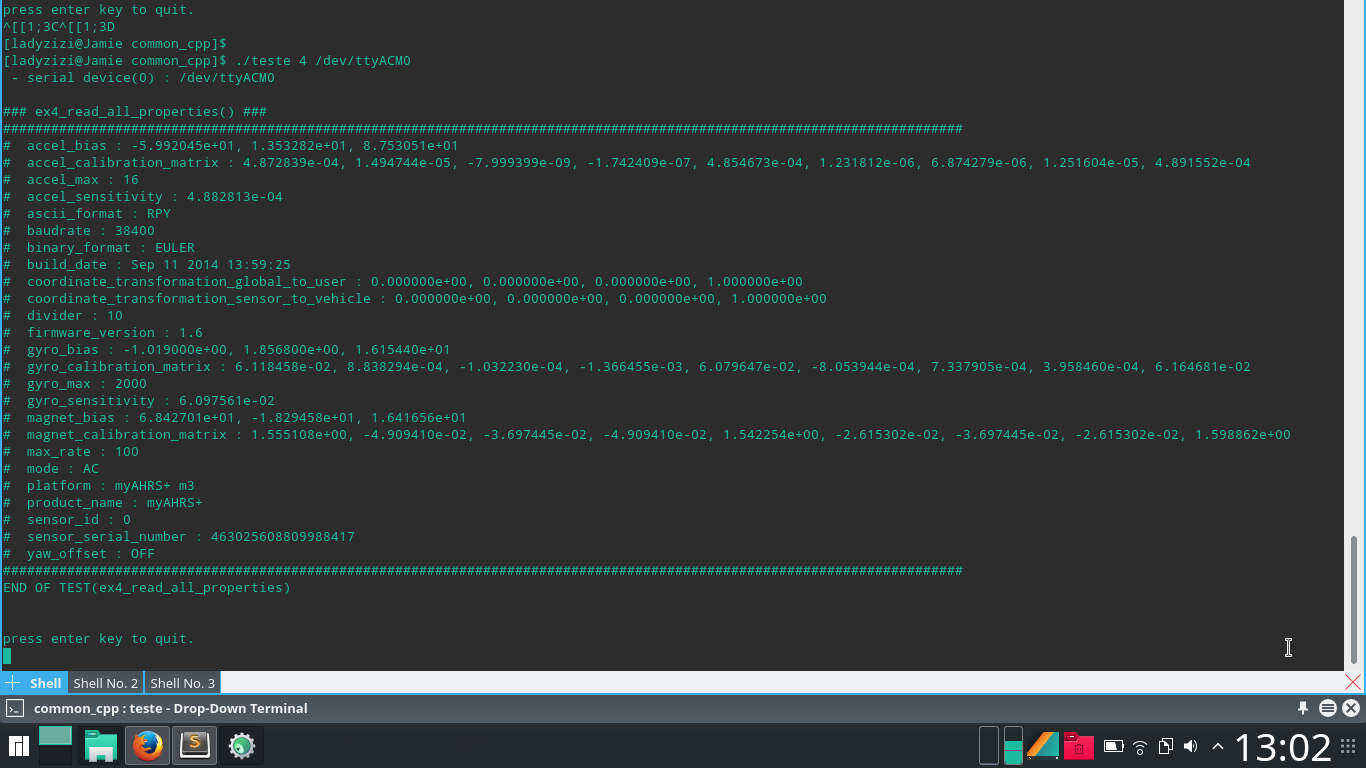 press enter key to quit.
^[[1;3C^[[1;3D
[ladyzizi@Jamie common_cpp]$
[ladyzizi@Jamie common_cpp]$ ./teste 4 /dev/ttyACM0
 - serial device(0) : /dev/ttyACM0
### ex4_read_all_properties() ###
########################################################################################################################
#  accel_bias : -5.992045e+01, 1.353282e+01, 8.753051e+01
#  accel_calibration_matrix : 4.872839e-04, 1.494744e-05, -7.999399e-09, -1.742409e-07, 4.854673e-04, 1.231812e-06, 6.874279e-06, 1.251604e-05, 4.891552e-04
#  accel_max : 16
#  accel_sensitivity : 4.882813e-04
#  ascii_format : RPY
#  baudrate : 38400
#  binary_format : EULER
#  build_date : Sep 11 2014 13:59:25
#  coordinate_transformation_global_to_user : 0.000000e+00, 0.000000e+00, 0.000000e+00, 1.000000e+00
#  coordinate_transformation_sensor_to_vehicle : 0.000000e+00, 0.000000e+00, 0.000000e+00, 1.000000e+00
#  divider : 10
#  firmware_version : 1.6
#  gyro_bias : -1.019000e+00, 1.856800e+00, 1.615440e+01
#  gyro_calibration_matrix : 6.118458e-02, 8.838294e-04, -1.032230e-04, -1.366455e-03, 6.079647e-02, -8.053944e-04, 7.337905e-04, 3.958460e-04, 6.164681e-02
#  gyro_max : 2000
#  gyro_sensitivity : 6.097561e-02
#  magnet_bias : 6.842701e+01, -1.829458e+01, 1.641656e+01
#  magnet_calibration_matrix : 1.555108e+00, -4.909410e-02, -3.697445e-02, -4.909410e-02, 1.542254e+00, -2.615302e-02, -3.697445e-02, -2.615302e-02, 1.598862e+00
#  max_rate : 100
#  mode : AC
#  platform : myAHRS+ m3
#  product_name : myAHRS+
#  sensor_id : 0
#  sensor_serial_number : 463025608809988417
#  yaw_offset : OFF
########################################################################################################################
END OF TEST(ex4_read_all_properties)
press enter key to quit.
Shell Shell No. 2 Shell No. 3
common_cpp : teste - Drop-Down Terminal
13:02